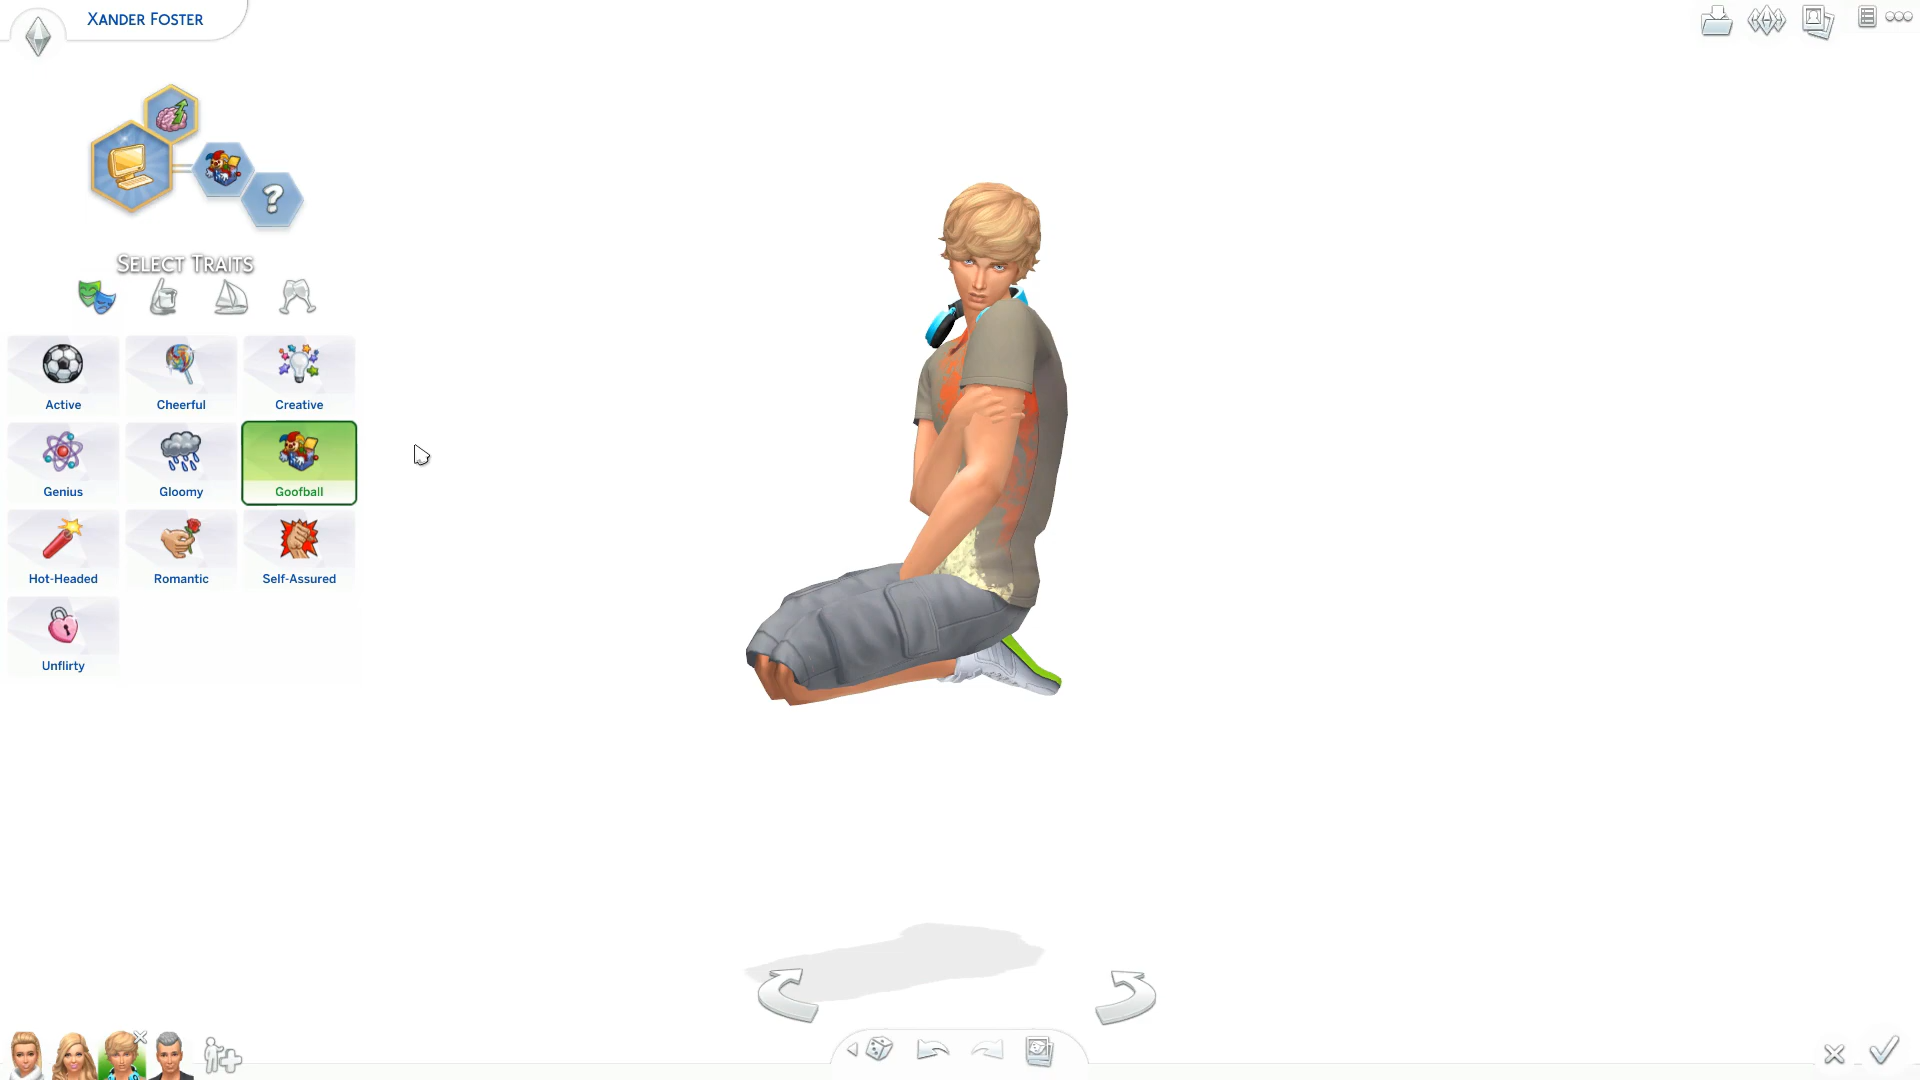 Xander Foster
?
Select Traits
Active
Cheerful
Creative
Genius
Gloomy
Goofball
Hot-Headed
Romantic
Self-Assured
Unflirty